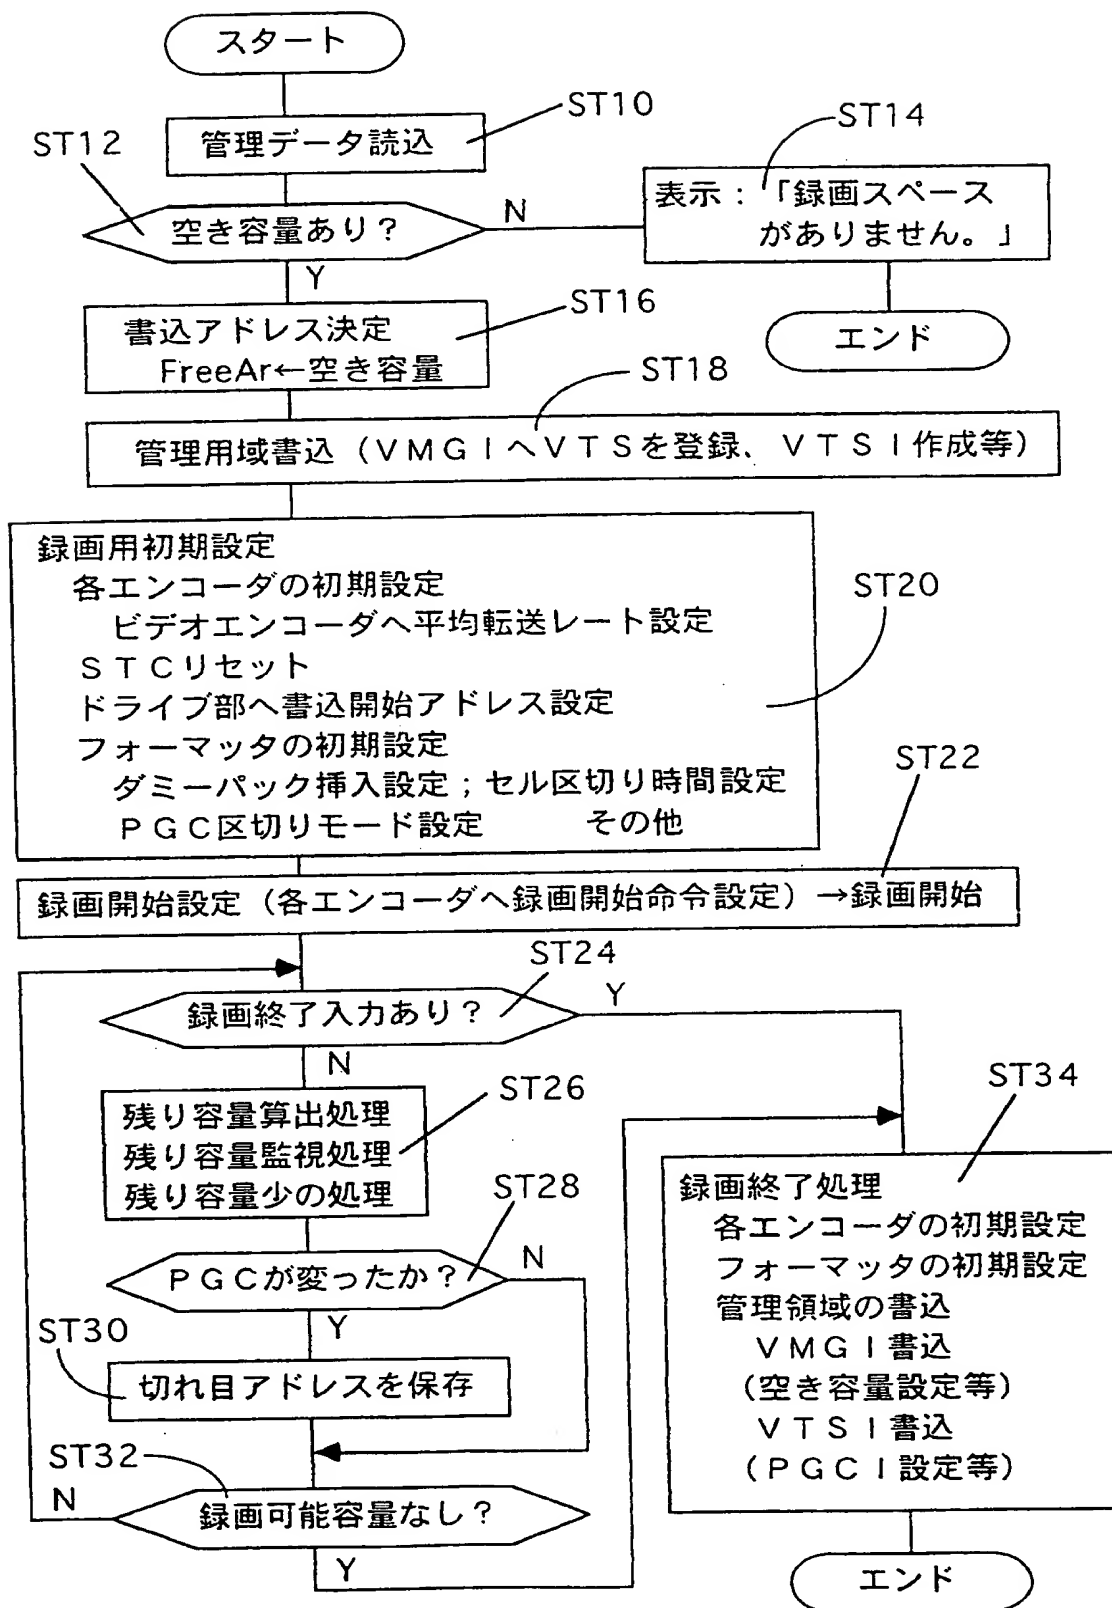 スタート
ST10
管理データ読込
ST12
空き容量あり?
N
Y
ST14
表示:「録画スペース
がありません。」
エンド
ST16
書込アドレス決定
FreeAr←空き容量
ST18
管理用域書込(VMGIへVTSを登録、VTSI作成等)
録画用初期設定
各エンコーダの初期設定
ビデオエンコーダへ平均転送レート設定
STCリセット
ドライブ部へ書込開始アドレス設定
フォーマッタの初期設定
ダミーパック挿入設定;セル区切り時間設定
PGC区切りモード設定 その他
ST20
ST22
録画開始設定(各エンコーダへ録画開始命令設定)→録画開始
ST24
録画終了入力あり?
Y
N
ST26
残り容量算出処理
残り容量監視処理
残り容量少の処理
ST28
PGCが変ったか?
N
Y
ST30
切れ目アドレスを保存
ST32
N
録画可能容量なし?
Y
ST34
録画終了処理
各エンコーダの初期設定
フォーマッタの初期設定
管理領域の書込
VMGI書込
(空き容量設定等)
VTSI書込
(PGCI設定等)
エンド